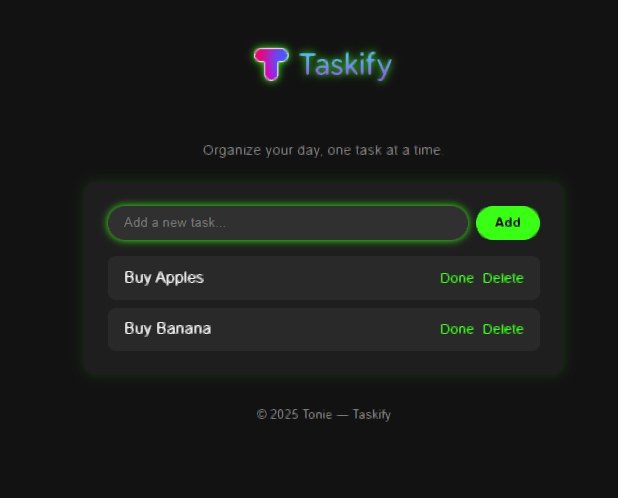 Taskify
Organize your day, one task at a time.
Add a new task...
Add
Buy Apples
Done Delete
Buy Banana
Done Delete
© 2025 Tonie — Taskify